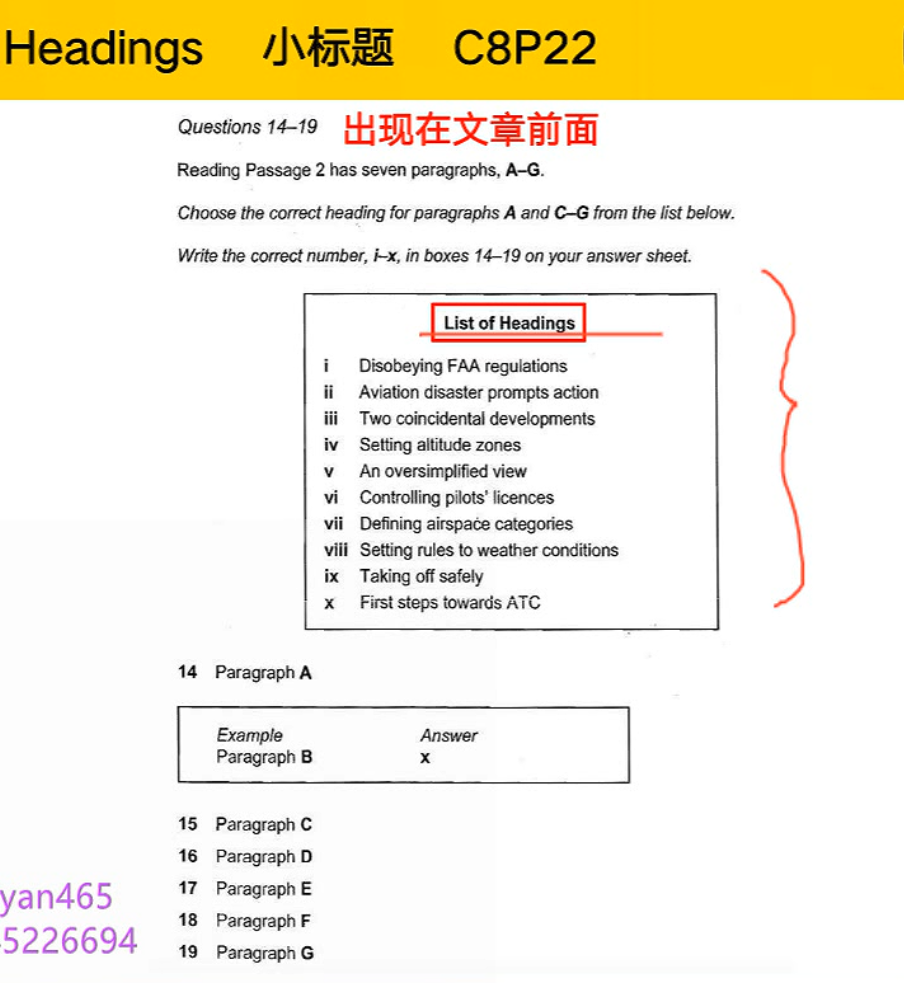 Headings 小标题 C8P22
Questions 14–19 出现在文章前面
Reading Passage 2 has seven paragraphs, A–G.
Choose the correct heading for paragraphs A and C–G from the list below.
Write the correct number, i–x, in boxes 14–19 on your answer sheet.
List of Headings
i Disobeying FAA regulations
ii Aviation disaster prompts action
iii Two coincidental developments
iv Setting altitude zones
v An oversimplified view
vi Controlling pilots' licences
vii Defining airspace categories
viii Setting rules to weather conditions
ix Taking off safely
x First steps towards ATC
14 Paragraph A
Example Answer
Paragraph B x
15 Paragraph C
16 Paragraph D
17 Paragraph E
18 Paragraph F
19 Paragraph G
yan465
5226694